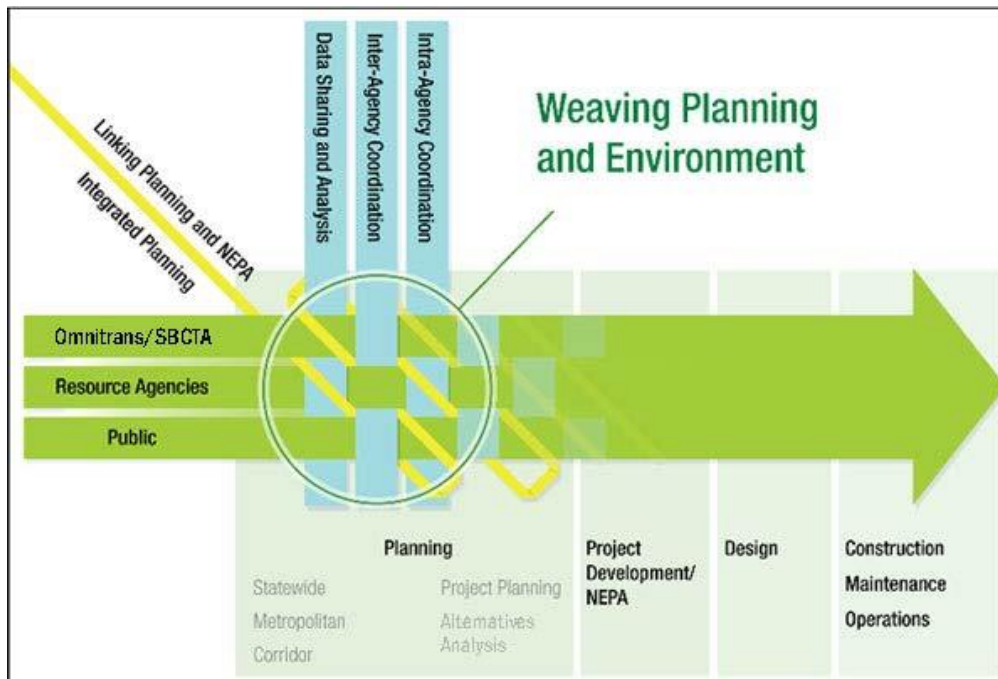 Data Sharing and Analysis
Inter-Agency Coordination
Intra-Agency Coordination
Weaving Planning
and Environment
Linking Planning and NEPA
Integrated Planning
Omnitrans/SBCTA
Resource Agencies
Public
Planning
Statewide
Metropolitan
Corridor
Project Planning
Alternatives
Analysis
Project
Development/
NEPA
Design
Construction
Maintenance
Operations